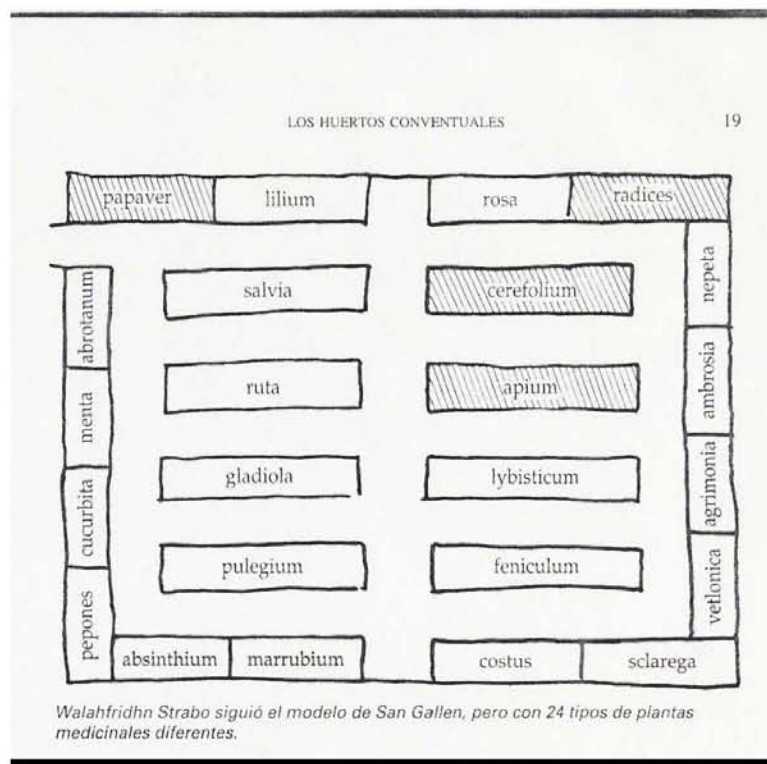 LOS HUERTOS CONVENTUALES 19
papaver lilium rosa radices
salvia cerefolium
ruta apium
gladiola lybisticum
pulegium feniculum
abrotanum
menta
cucurbita
pepones
nepeta
ambrosia
agrimonia
vetlonica
absinthium marrubium costus sclarega
Walahfridhn Strabo siguió el modelo de San Gallen, pero con 24 tipos de plantas
medicinales diferentes.